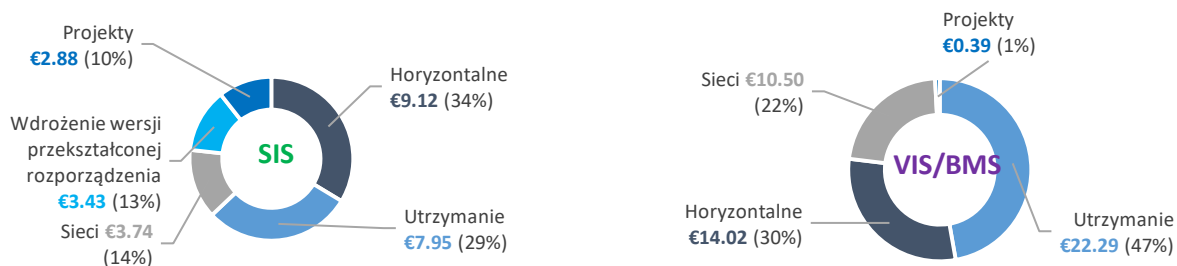 Projekty
€2.88 (10%)
Horyzontalne
€9.12 (34%)
Wdrożenie wersji
przekształconej
rozporządzenia
€3.43 (13%)
SIS
Sieci €3.74
(14%)
Utrzymanie
€7.95 (29%)
Projekty
€0.39 (1%)
Sieci €10.50
(22%)
VIS/BMS
Horyzontalne
€14.02 (30%)
Utrzymanie
€22.29 (47%)